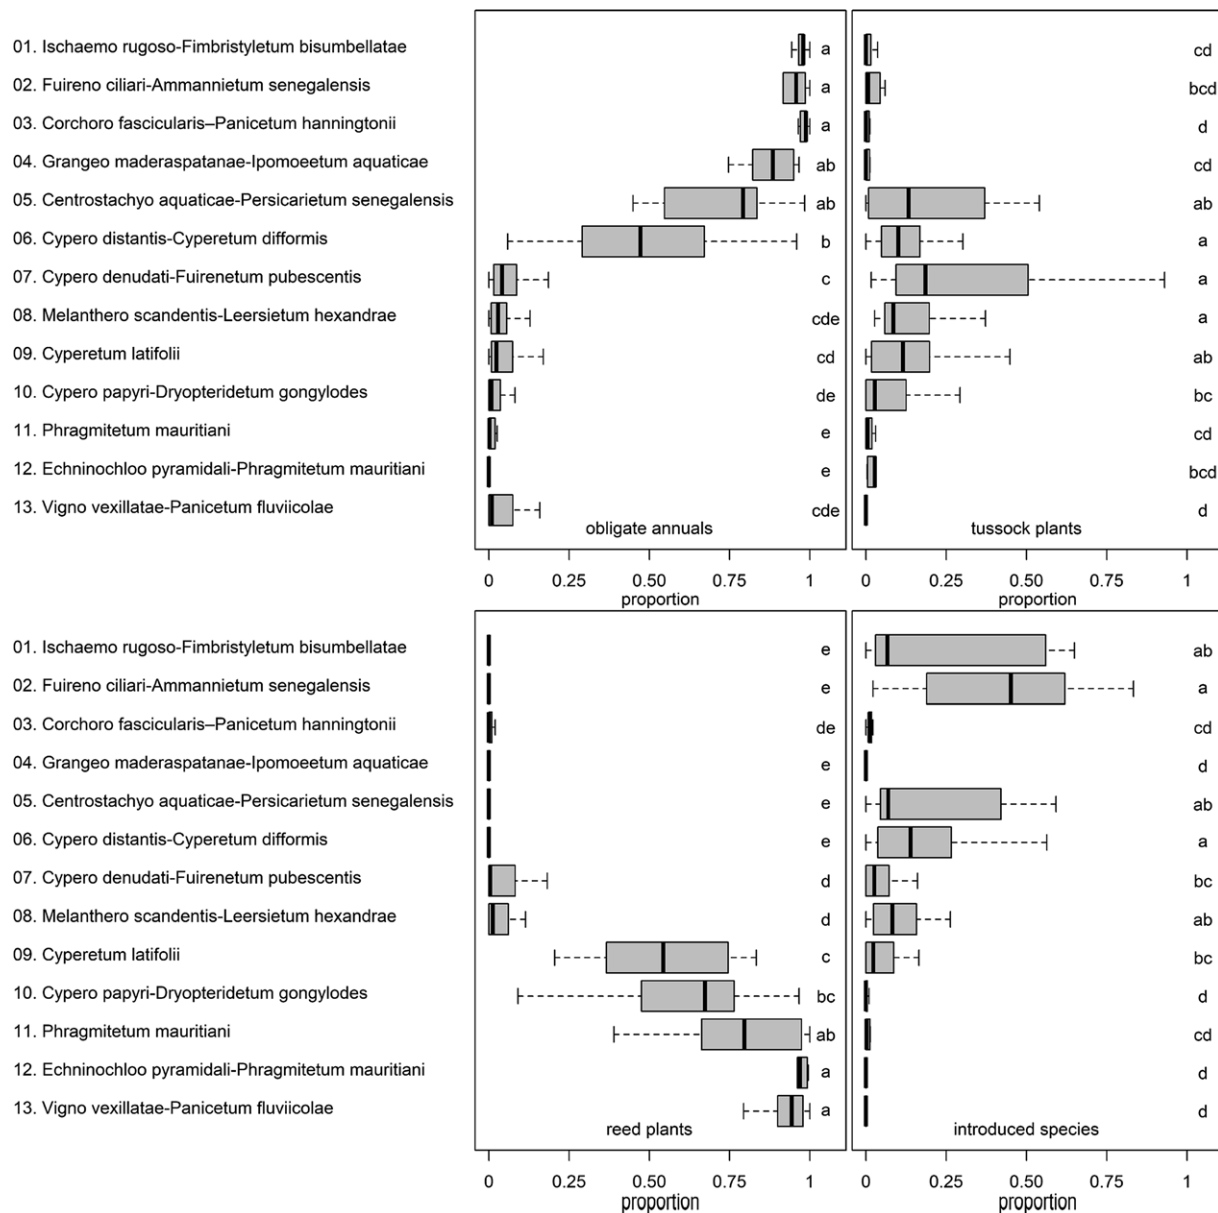 01. Ischaemo rugoso-Fimbristyletum bisumbellatae a cd
02. Fuireno ciliari-Ammannietum senegalensis a bcd
03. Corchoro fascicularis–Panicetum hanningtonii a d
04. Grangeo maderaspatanae-Ipomoeetum aquaticae ab cd
05. Centrostachyo aquaticae-Persicarietum senegalensis ab ab
06. Cypero distantis-Cyperetum difformis b a
07. Cypero denudati-Fuirenetum pubescentis c a
08. Melanthero scandentis-Leersietum hexandrae cde a
09. Cyperetum latifolii cd ab
10. Cypero papyri-Dryopteridetum gongylodes de bc
11. Phragmitetum mauritiani e cd
12. Echninochloo pyramidali-Phragmitetum mauritiani e bcd
13. Vigno vexillatae-Panicetum fluviicolae cde d
obligate annuals tussock plants
0 0.25 0.50 0.75 1 0 0.25 0.50 0.75 1
proportion proportion
01. Ischaemo rugoso-Fimbristyletum bisumbellatae e ab
02. Fuireno ciliari-Ammannietum senegalensis e a
03. Corchoro fascicularis–Panicetum hanningtonii de cd
04. Grangeo maderaspatanae-Ipomoeetum aquaticae e d
05. Centrostachyo aquaticae-Persicarietum senegalensis e ab
06. Cypero distantis-Cyperetum difformis e a
07. Cypero denudati-Fuirenetum pubescentis d bc
08. Melanthero scandentis-Leersietum hexandrae d ab
09. Cyperetum latifolii c bc
10. Cypero papyri-Dryopteridetum gongylodes bc d
11. Phragmitetum mauritiani ab cd
12. Echninochloo pyramidali-Phragmitetum mauritiani a d
13. Vigno vexillatae-Panicetum fluviicolae a d
reed plants introduced species
0 0.25 0.50 0.75 1 0 0.25 0.50 0.75 1
proportion proportion